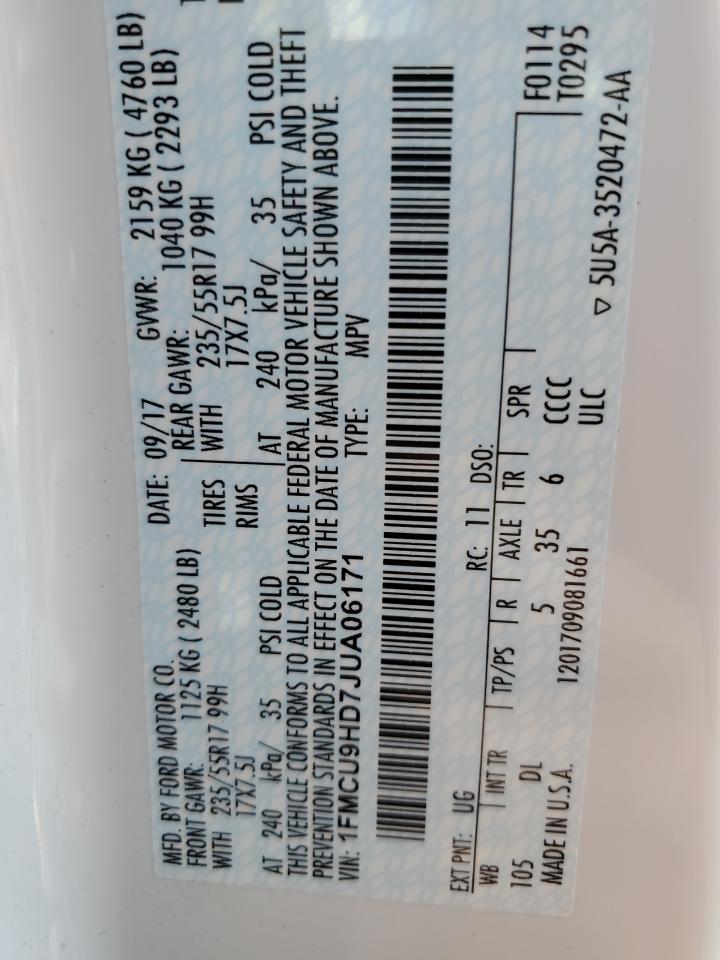 MFD. BY FORD MOTOR CO.
DATE: 09/17 GVWR: 2159 KG ( 4760 LB)
FRONT GAWR: 1125 KG ( 2480 LB) REAR GAWR: 1040 KG ( 2293 LB)
WITH 235/55R17 99H TIRES WITH 235/55R17 99H
17X7.5J RIMS 17X7.5J
AT 240 kPa/ 35 PSI COLD AT 240 kPa/ 35 PSI COLD
THIS VEHICLE CONFORMS TO ALL APPLICABLE FEDERAL MOTOR VEHICLE SAFETY AND THEFT
PREVENTION STANDARDS IN EFFECT ON THE DATE OF MANUFACTURE SHOWN ABOVE.
VIN: 1FMCU9HD7JUA06171 TYPE: MPV
EXT PNT: UG RC: 11 DSO: F0114
T0295
WB INT TR TP/PS R AXLE TR SPR
105 DL 5 35 6 CCCC
MADE IN U.S.A. 1201709081661 ULC
▽ 5U5A-3520472-AA